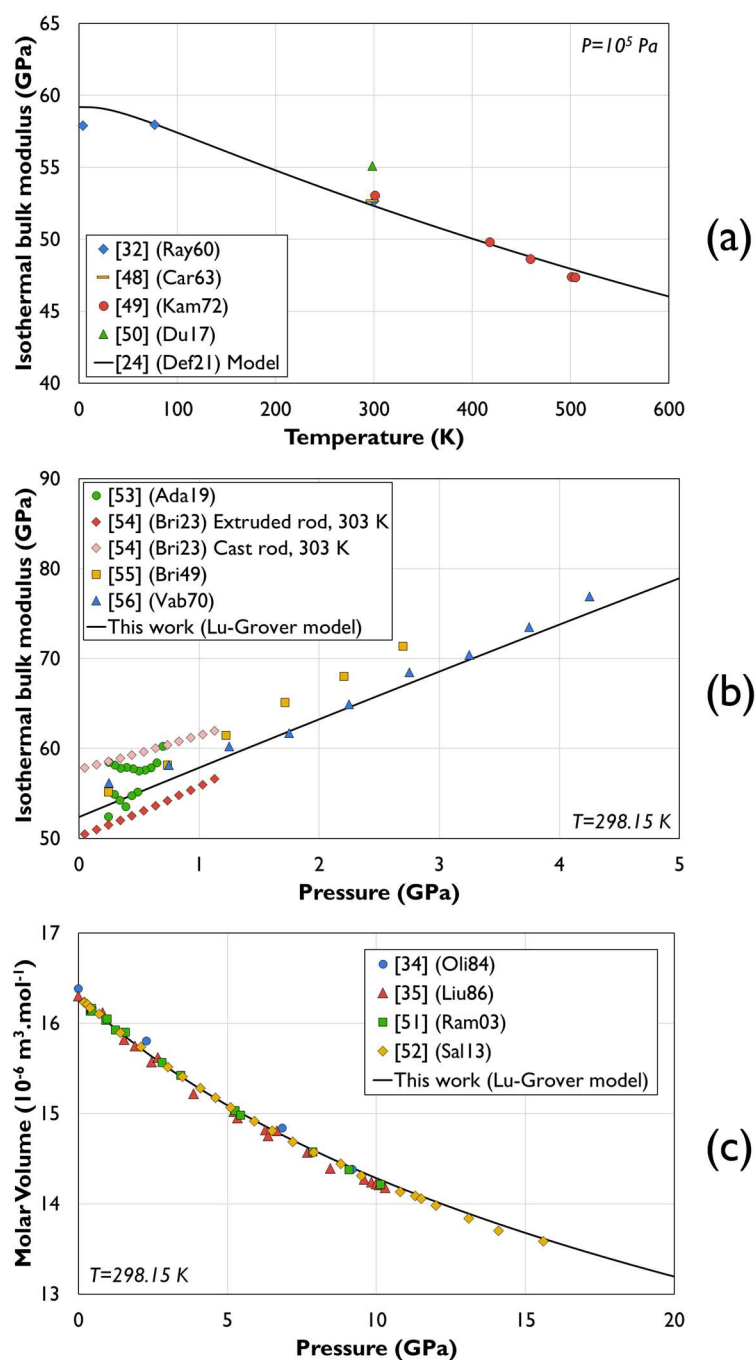 65
60
55
50
45
40
Isothermal bulk modulus (GPa)
P=10⁵ Pa
[32] (Ray60)
[48] (Car63)
[49] (Kam72)
[50] (Du17)
[24] (Def21) Model
0 100 200 300 400 500 600
Temperature (K)
(a)
90
80
70
60
50
Isothermal bulk modulus (GPa)
[53] (Ada19)
[54] (Bri23) Extruded rod, 303 K
[54] (Bri23) Cast rod, 303 K
[55] (Bri49)
[56] (Vab70)
This work (Lu-Grover model)
T=298.15 K
0 1 2 3 4 5
Pressure (GPa)
(b)
17
16
15
14
13
Molar Volume (10⁻⁶ m³.mol⁻¹)
[34] (Oli84)
[35] (Liu86)
[51] (Ram03)
[52] (Sal13)
This work (Lu-Grover model)
T=298.15 K
0 5 10 15 20
Pressure (GPa)
(c)